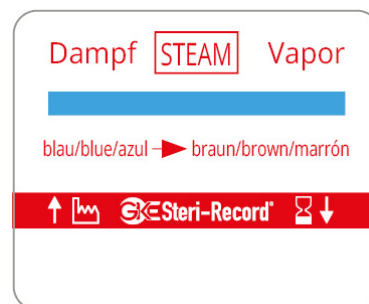 Dampf STEAM Vapor
blau/blue/azul → braun/brown/marrón
GKE Steri-Record®